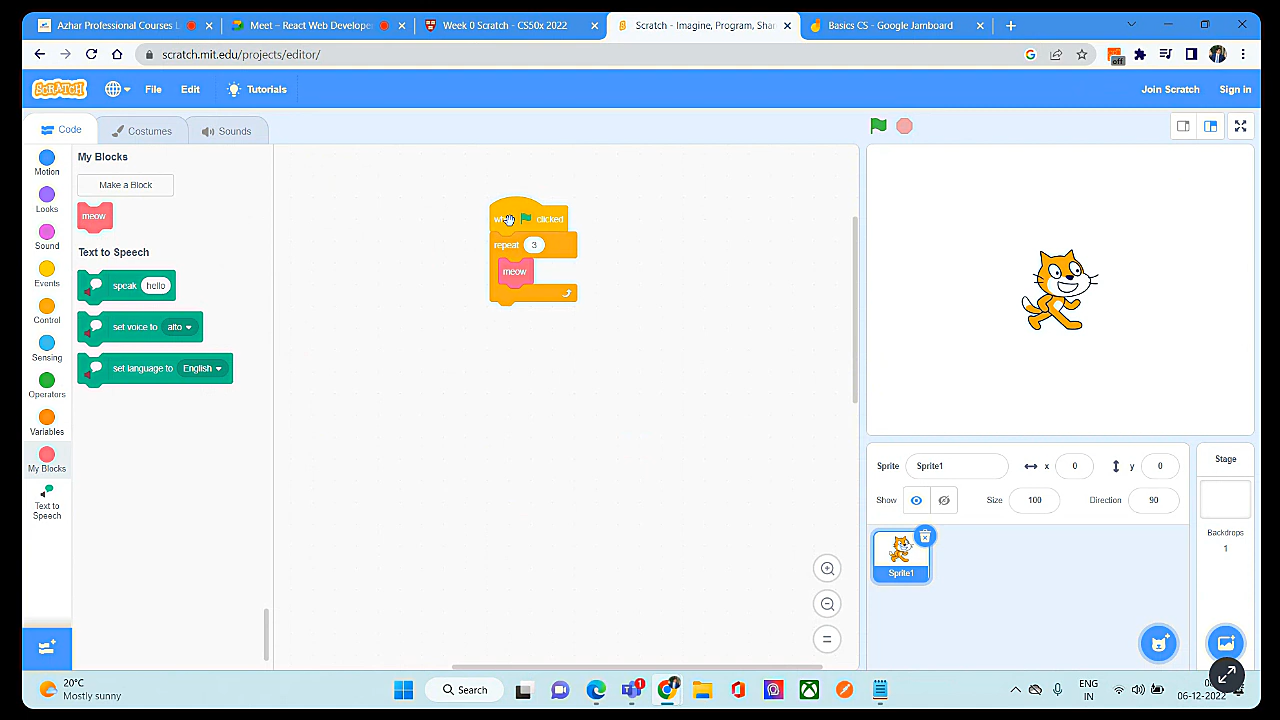 Azhar Professional Courses L
Meet – React Web Develope
Week 0 Scratch - CS50x 2022
Scratch - Imagine, Program, Shar
Basics CS - Google Jamboard
scratch.mit.edu/projects/editor/
off
SCRATCH
File
Edit
Tutorials
Join Scratch
Sign in
Code
Costumes
Sounds
Motion
Looks
Sound
Events
Control
Sensing
Operators
Variables
My Blocks
Text to
Speech
My Blocks
Make a Block
meow
Text to Speech
speak hello
set voice to alto
set language to English
clicked
repeat 3
meow
Sprite
Sprite1
x
0
y
0
Show
Size
100
Direction
90
Sprite1
Stage
Backdrops
1
20°C
Mostly sunny
Search
1
ENG
IN
06-12-2022